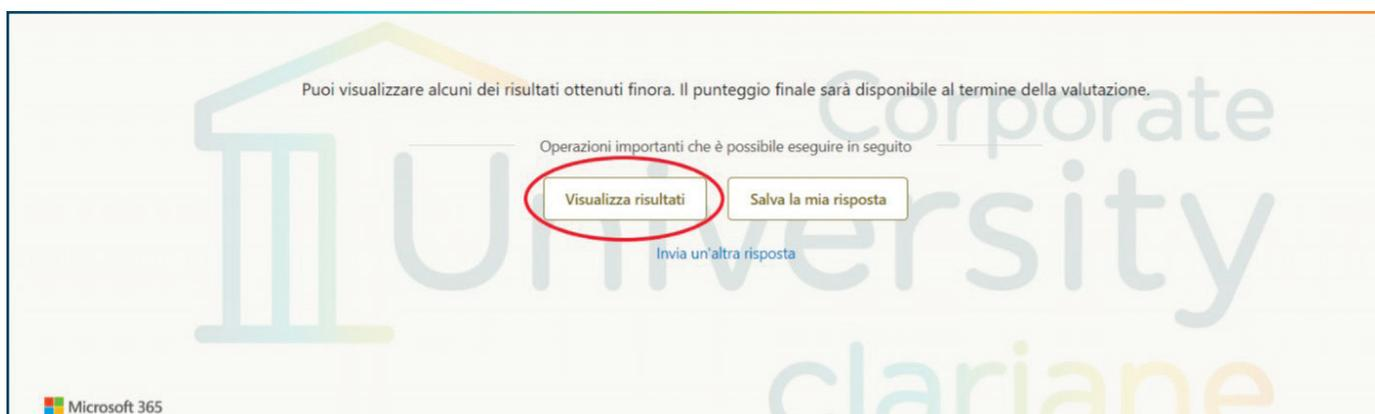 Puoi visualizzare alcuni dei risultati ottenuti finora. Il punteggio finale sarà disponibile al termine della valutazione.
Corporate
Operazioni importanti che è possibile eseguire in seguito
Visualizza risultati
Salva la mia risposta
University
Invia un'altra risposta
clariane
Microsoft 365